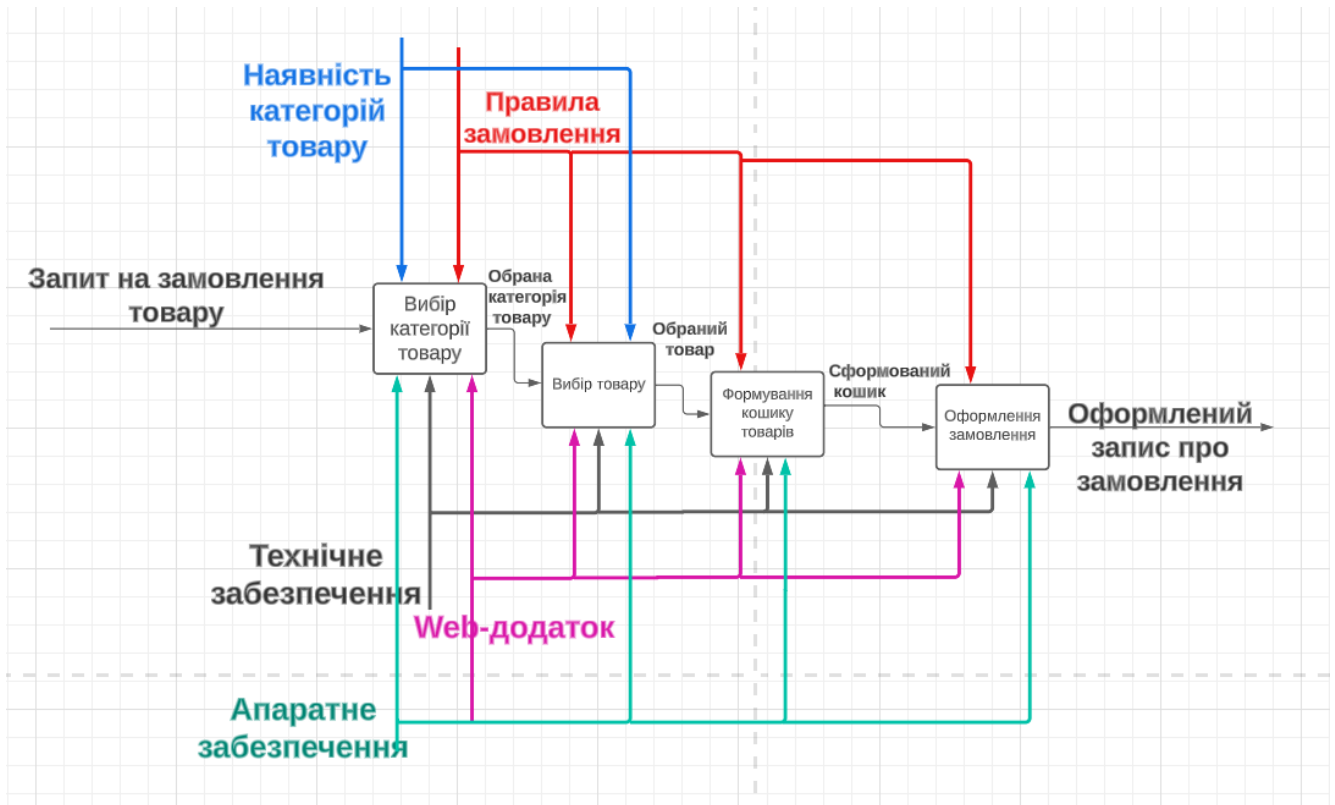 Наявність
категорій
товару
Правила
замовлення
Запит на замовлення
товару
Вибір
категорії
товару
Обрана
категорія
товару
Вибір товару
Обраний
товар
Формування
кошику
товарів
Сформований
кошик
Оформлення
замовлення
Оформлений
запис про
замовлення
Технічне
забезпечення
Web-додаток
Апаратне
забезпечення